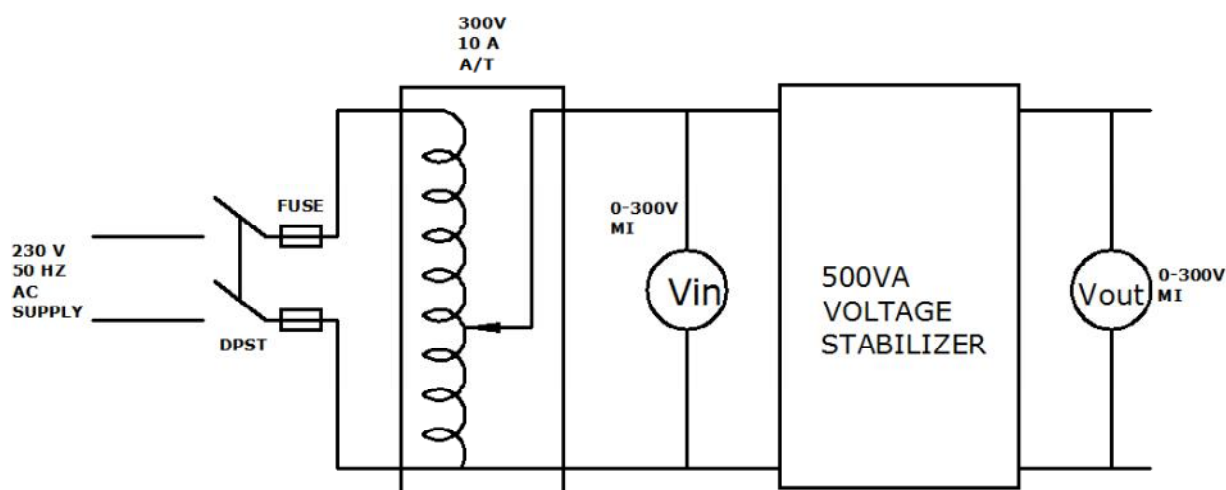 300V
10 A
A/T
FUSE
230 V
50 HZ
AC
SUPPLY
DPST
0-300V
MI
Vin
500VA
VOLTAGE
STABILIZER
Vout
0-300V
MI